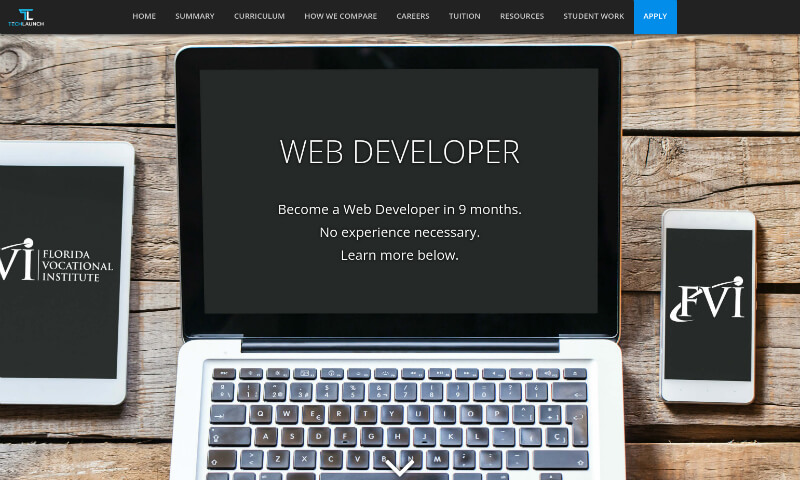 TECHLAUNCH
HOME
SUMMARY
CURRICULUM
HOW WE COMPARE
CAREERS
TUITION
RESOURCES
STUDENT WORK
APPLY
WEB DEVELOPER
Become a Web Developer in 9 months.
No experience necessary.
Learn more below.
VI
FLORIDA
VOCATIONAL
INSTITUTE
FVI
Q W E R T Y U I O P
A S D F G H J K L Ç
Z X C V B N M